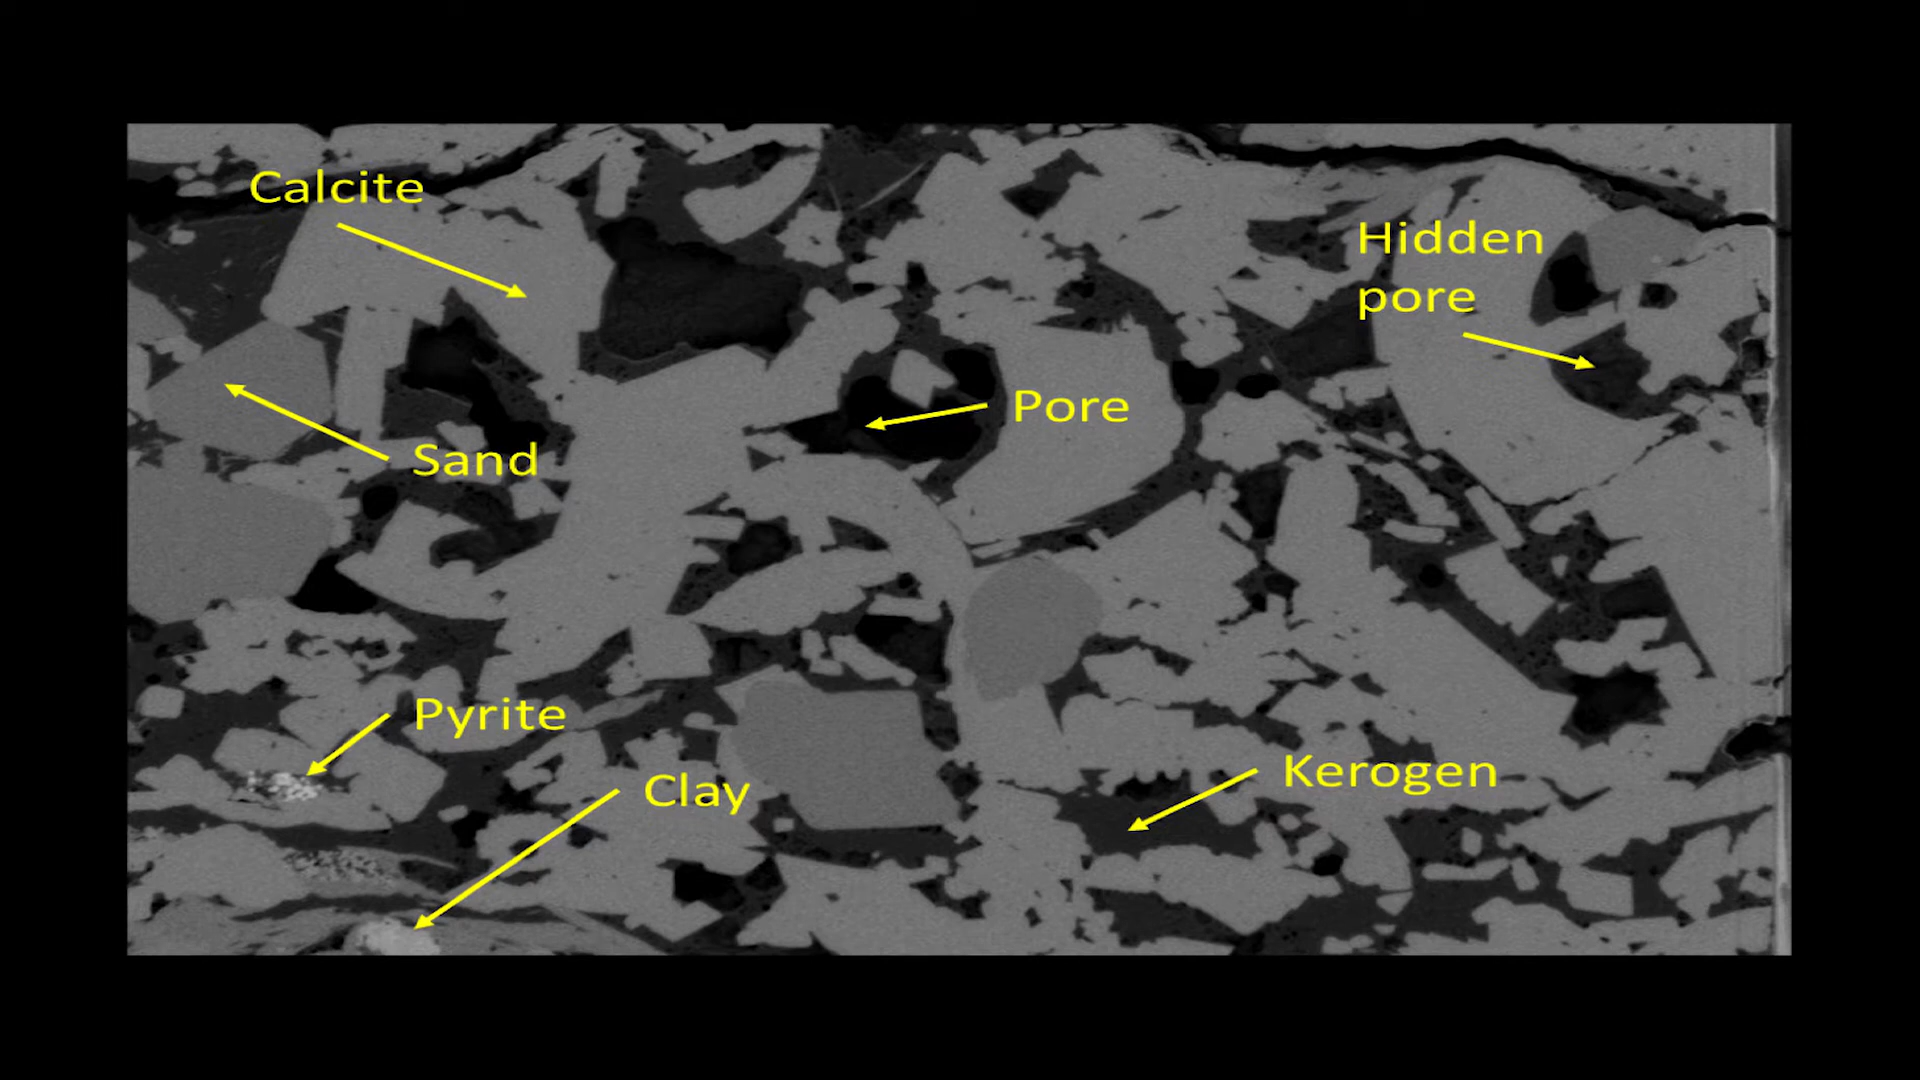 Calcite
Hidden
pore
Pore
Sand
Pyrite
Clay
Kerogen